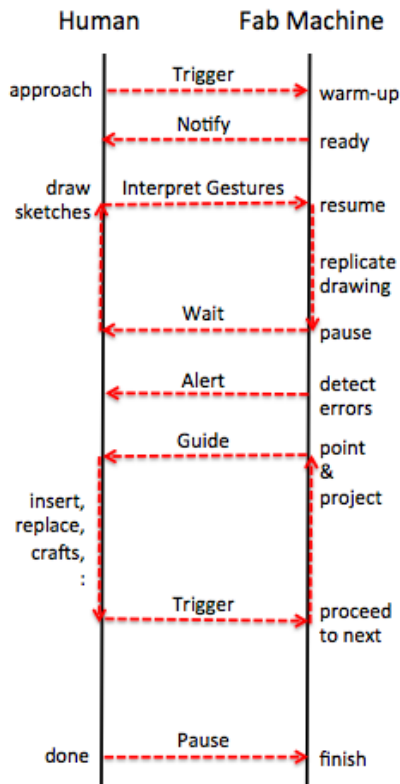 Human Fab Machine
Trigger
approach warm-up
Notify
ready
draw Interpret Gestures
sketches resume
replicate
drawing
Wait
pause
Alert
detect
errors
Guide
point
&
project
insert,
replace,
crafts,
:
Trigger
proceed
to next
Pause
done finish